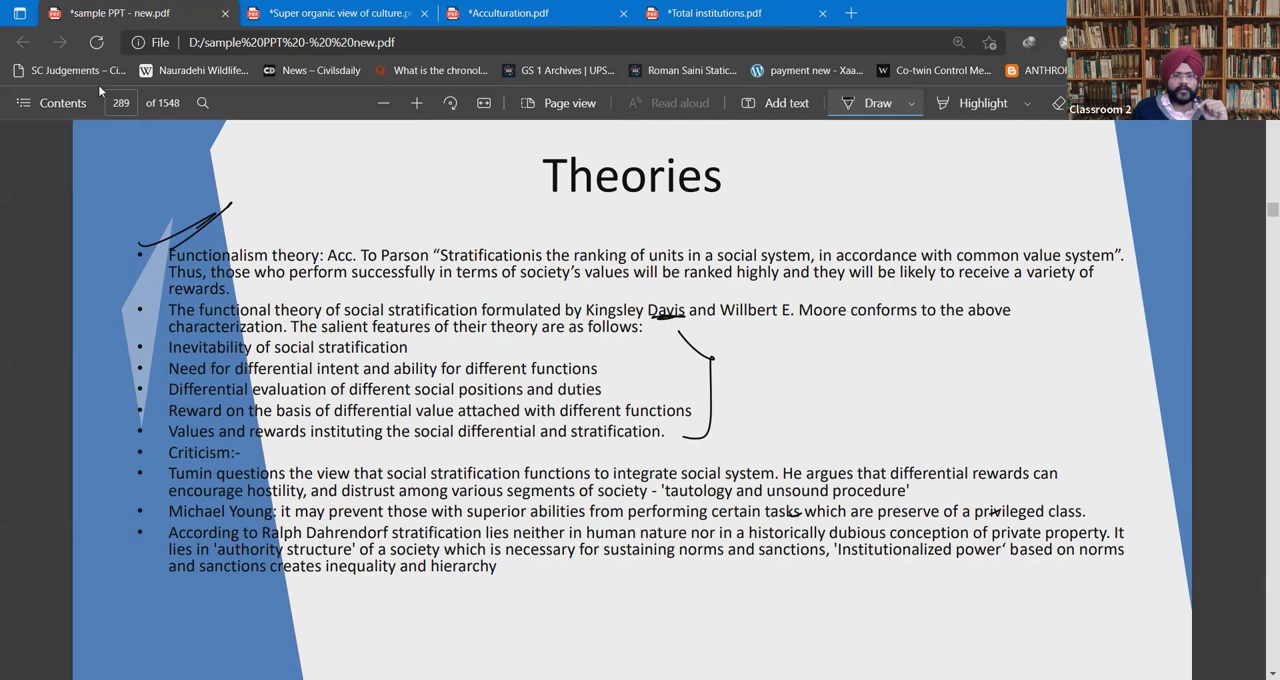 *sample PPT - new.pdf
*Super organic view of culture.p
*Acculturation.pdf
*Total institutions.pdf
File
D:/sample%20PPT%20-%20%20new.pdf
SC Judgements – Ci...
Nauradehi Wildlife...
News – Civilsdaily
What is the chronol...
GS 1 Archives | UPS...
Roman Saini Static...
payment new - Xaa...
Co-twin Control Me...
ANTHRO
Contents
289
of 1548
Page view
Read aloud
Add text
Draw
Highlight
Classroom 2
Theories
• Functionalism theory: Acc. To Parson “Stratificationis the ranking of units in a social system, in accordance with common value system”.
Thus, those who perform successfully in terms of society’s values will be ranked highly and they will be likely to receive a variety of
rewards.
• The functional theory of social stratification formulated by Kingsley Davis and Willbert E. Moore conforms to the above
characterization. The salient features of their theory are as follows:
• Inevitability of social stratification
• Need for differential intent and ability for different functions
• Differential evaluation of different social positions and duties
• Reward on the basis of differential value attached with different functions
• Values and rewards instituting the social differential and stratification.
• Criticism:-
• Tumin questions the view that social stratification functions to integrate social system. He argues that differential rewards can
encourage hostility, and distrust among various segments of society - 'tautology and unsound procedure'
• Michael Young: it may prevent those with superior abilities from performing certain tasks which are preserve of a privileged class.
• According to Ralph Dahrendorf stratification lies neither in human nature nor in a historically dubious conception of private property. It
lies in 'authority structure' of a society which is necessary for sustaining norms and sanctions, 'Institutionalized power‘ based on norms
and sanctions creates inequality and hierarchy